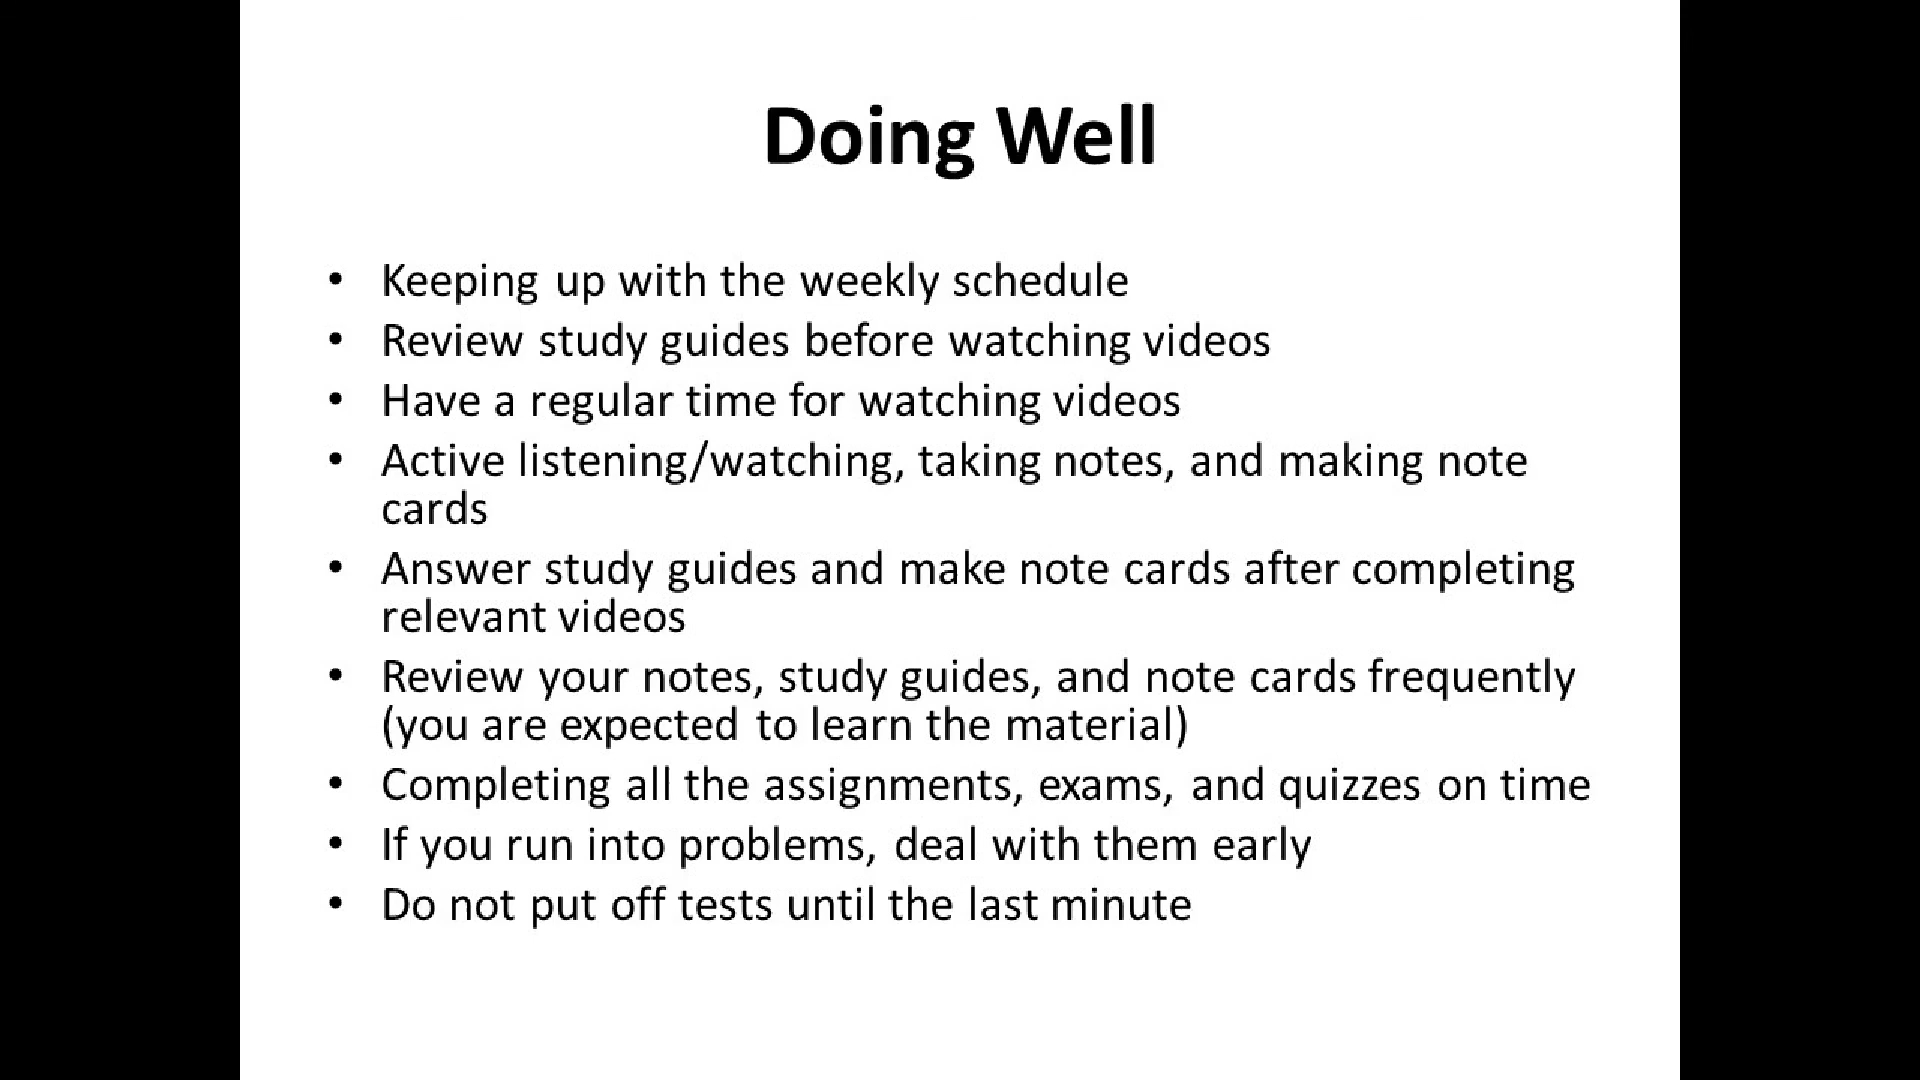 Doing Well
• Keeping up with the weekly schedule
• Review study guides before watching videos
• Have a regular time for watching videos
• Active listening/watching, taking notes, and making note
cards
• Answer study guides and make note cards after completing
relevant videos
• Review your notes, study guides, and note cards frequently
(you are expected to learn the material)
• Completing all the assignments, exams, and quizzes on time
• If you run into problems, deal with them early
• Do not put off tests until the last minute